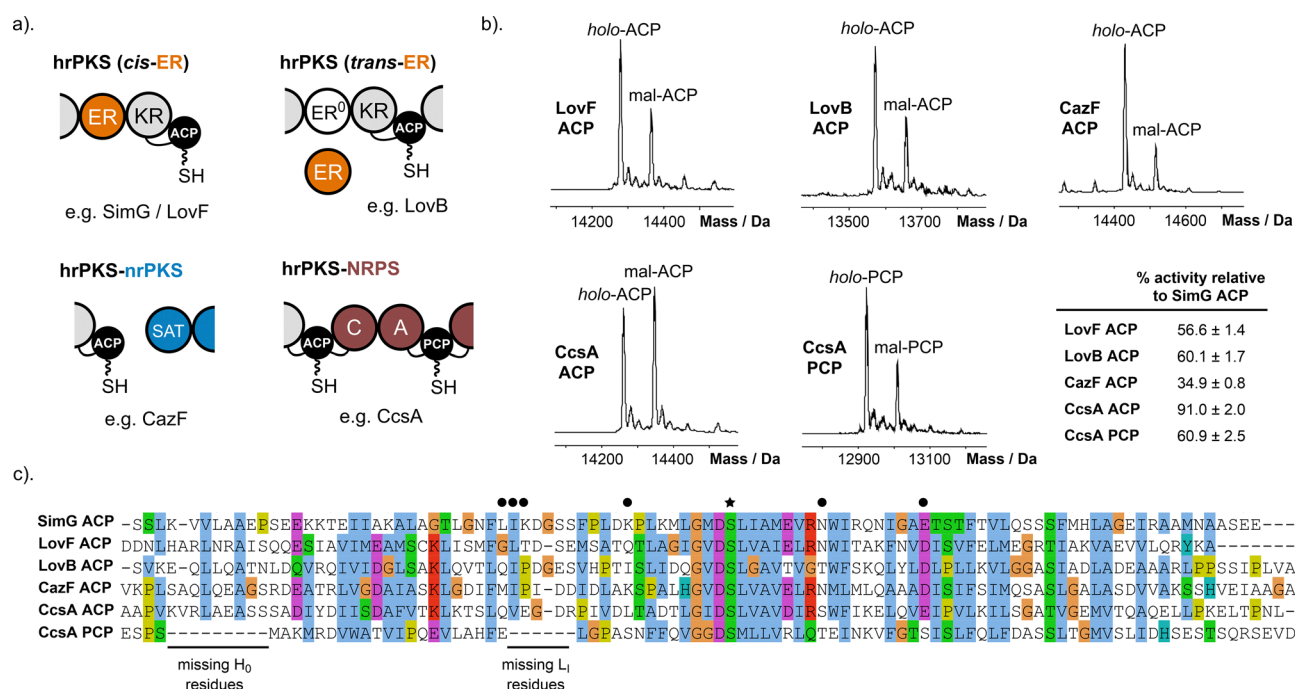 a).
hrPKS (cis-ER)
ER
KR
ACP
SH
e.g. SimG / LovF
hrPKS (trans-ER)
ER⁰
KR
ACP
ER
SH
e.g. LovB
hrPKS-nrPKS
ACP
SAT
SH
e.g. CazF
hrPKS-NRPS
ACP
C
A
PCP
SH
SH
e.g. CcsA
b).
holo-ACP
mal-ACP
LovF
ACP
14200
14400
Mass / Da
holo-ACP
mal-ACP
LovB
ACP
13500
13700
Mass / Da
holo-ACP
mal-ACP
CazF
ACP
14400
14600
Mass / Da
mal-ACP
holo-ACP
CcsA
ACP
14200
14400
Mass / Da
holo-PCP
mal-PCP
CcsA
PCP
12900
13100
Mass / Da
% activity relative
to SimG ACP
LovF ACP 56.6 ± 1.4
LovB ACP 60.1 ± 1.7
CazF ACP 34.9 ± 0.8
CcsA ACP 91.0 ± 2.0
CcsA PCP 60.9 ± 2.5
c).
SimG ACP -SSLK-VVLAAEPSEEKKTEIIAKALAGTLGNFLIKDGSSFPLDKPLKMLGMDSLIAMEVRNWIRQNIGAETSTFTVLQSSSFMHLAGEIRAAMNAASEE---
LovF ACP DDNLHARLNRAISQQESIAVIMEAMSCKLISMFGLTD-SEMSATQTLAGIGVDSLVAIELRNWITAKFNVDISVFELMEGRTIAKVAEVVLQRYKA-------
LovB ACP -SVKE-QLLQATNLDQVRQIVIDGLSAKLQVTLQIPDGESVHPTISLIDQGVDSLGAVTVGTWFSKQLYLDLPLLKVLGGASIADLADEAAARLPPSSIPLVA
CazF ACP VKPLSAQLQEAGSRDEATRLVGDAIASKLGDIFMIP--DDIDLAKSPALHGVDSLVAVEVRNMLMLQAAADISIFSIMQSASLGALASDVVAKSSHVEIAAGA
CcsA ACP AAPVKVRLAEASSSADIYDIISDAFVTKLKTSLQVEG-DRPIVDLTADTLGIDSLVAVDIRSWFIKELQVEIPVLKILSGATVGEMVTQAQELLPKELTPNL-
CcsA PCP ESPS----------MAKMRDVWATVIPQEVLAHFE------LGPASNFFQVGGDSMLLVRLQTEINKVFGTSISLFQLFDASSLTGMVSLIDHSESTSQRSEVD
missing H₀
residues
missing Lᵢ
residues